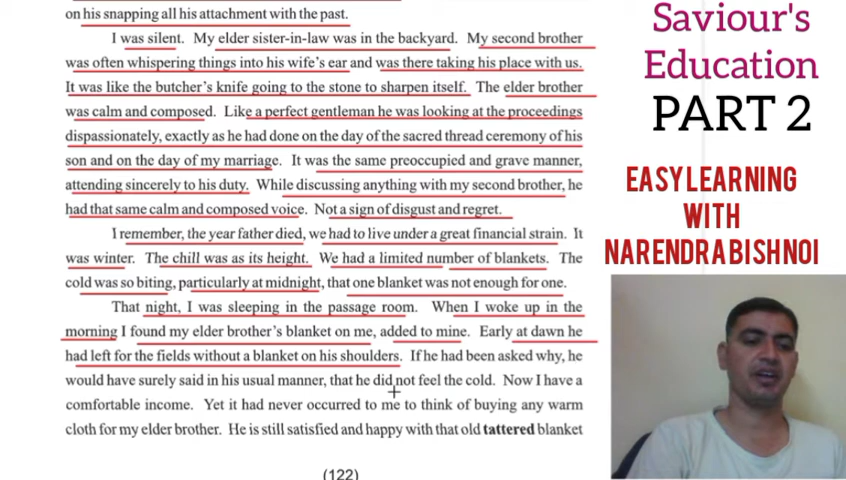 on his snapping all his attachment with the past.
I was silent. My elder sister-in-law was in the backyard. My second brother
was often whispering things into his wife's ear and was there taking his place with us.
It was like the butcher's knife going to the stone to sharpen itself. The elder brother
was calm and composed. Like a perfect gentleman he was looking at the proceedings
dispassionately, exactly as he had done on the day of the sacred thread ceremony of his
son and on the day of my marriage. It was the same preoccupied and grave manner,
attending sincerely to his duty. While discussing anything with my second brother, he
had that same calm and composed voice. Not a sign of disgust and regret.
I remember, the year father died, we had to live under a great financial strain. It
was winter. The chill was as its height. We had a limited number of blankets. The
cold was so biting, particularly at midnight, that one blanket was not enough for one.
That night, I was sleeping in the passage room. When I woke up in the
morning I found my elder brother's blanket on me, added to mine. Early at dawn he
had left for the fields without a blanket on his shoulders. If he had been asked why, he
would have surely said in his usual manner, that he did not feel the cold. Now I have a
comfortable income. Yet it had never occurred to me to think of buying any warm
cloth for my elder brother. He is still satisfied and happy with that old tattered blanket
(122)
Saviour's
Education
PART 2
EASY LEARNING
WITH
NARENDRA BISHNOI